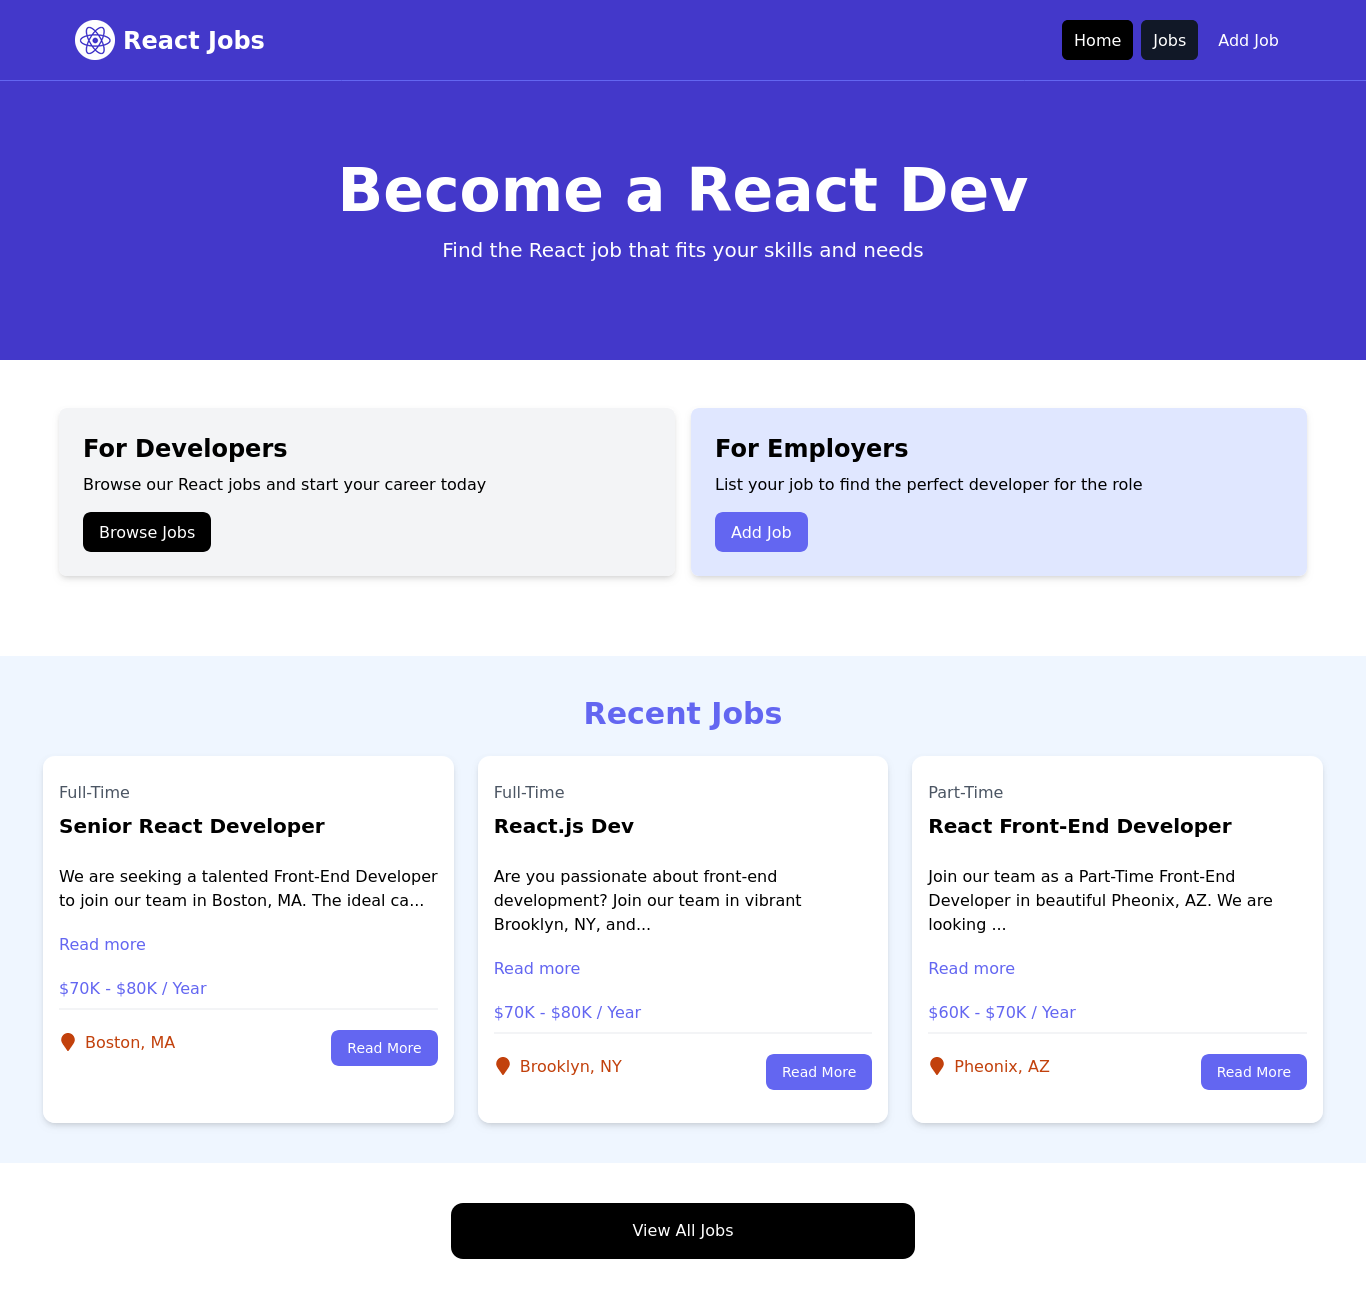 React Jobs
Home
Jobs
Add Job
Become a React Dev
Find the React job that fits your skills and needs
For Developers
Browse our React jobs and start your career today
Browse Jobs
For Employers
List your job to find the perfect developer for the role
Add Job
Recent Jobs
Full-Time
Senior React Developer
We are seeking a talented Front-End Developer
to join our team in Boston, MA. The ideal ca...
Read more
$70K - $80K / Year
Boston, MA
Read More
Full-Time
React.js Dev
Are you passionate about front-end
development? Join our team in vibrant
Brooklyn, NY, and...
Read more
$70K - $80K / Year
Brooklyn, NY
Read More
Part-Time
React Front-End Developer
Join our team as a Part-Time Front-End
Developer in beautiful Pheonix, AZ. We are
looking ...
Read more
$60K - $70K / Year
Pheonix, AZ
Read More
View All Jobs